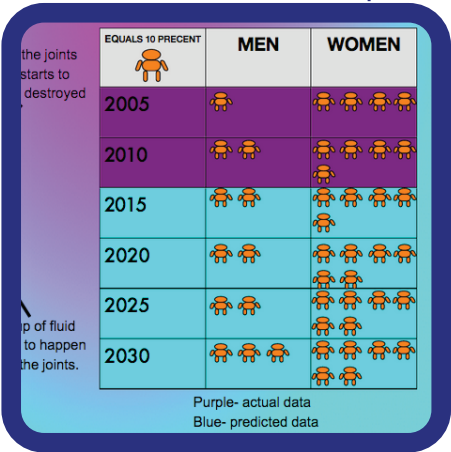 the joints
starts to
destroyed
EQUALS 10 PRECENT
MEN
WOMEN
2005
2010
2015
2020
2025
2030
of fluid
to happen
the joints.
Purple- actual data
Blue- predicted data